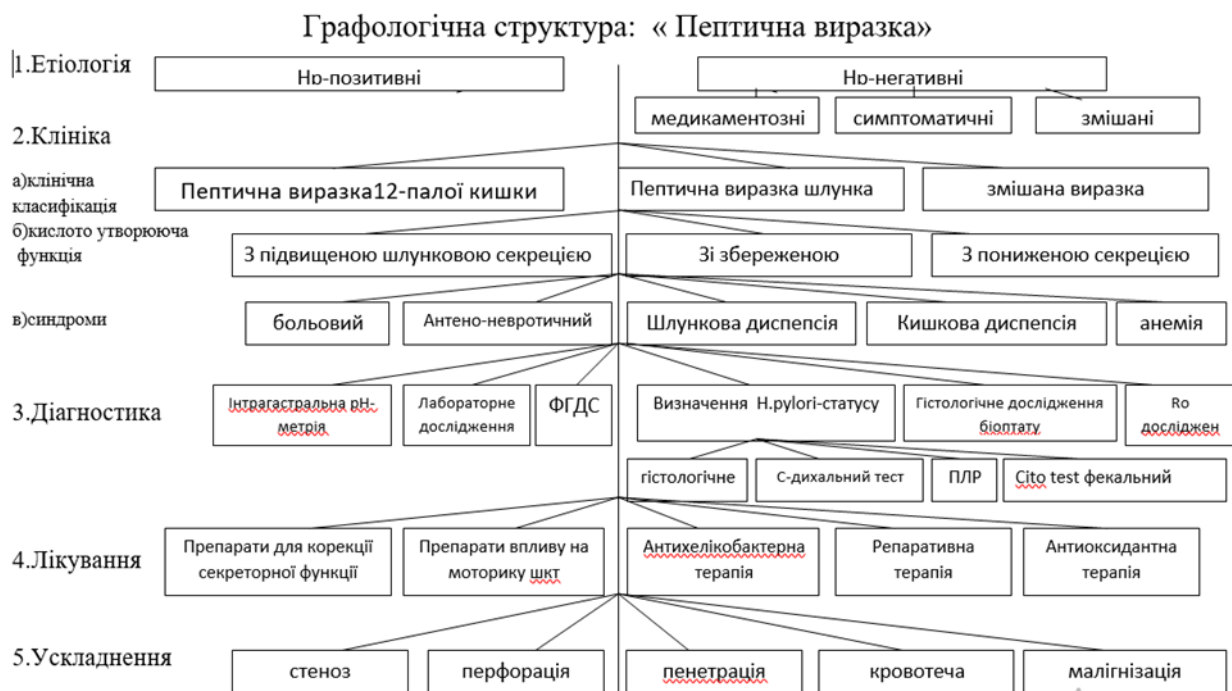 Графологічна структура: « Пептична виразка»
1.Етіологія
Нр-позитивні
Нр-негативні
медикаментозні
симптоматичні
змішані
2.Клініка
а)клінічна
класифікація
Пептична виразка12-палої кишки
Пептична виразка шлунка
змішана виразка
б)кислото утворююча
функція
З підвищеною шлунковою секрецією
Зі збереженою
З пониженою секрецією
в)синдроми
больовий
Антено-невротичний
Шлункова диспепсія
Кишкова диспепсія
анемія
3.Діагностика
Інтрагастральна рН-
метрія
Лабораторне
дослідження
ФГДС
Визначення H.pylori-статусу
Гістологічне дослідження
біоптату
Ro
дослiджен
гістологічне
С-дихальний тест
ПЛР
Cito test фекальний
4.Лікування
Препарати для корекції
секреторної функції
Препарати впливу на
моторику шкт
Антихелікобактерна
терапія
Репаративна
терапія
Антиоксидантна
терапія
5.Ускладнення
стеноз
перфорація
пенетрація
кровотеча
малігнізація